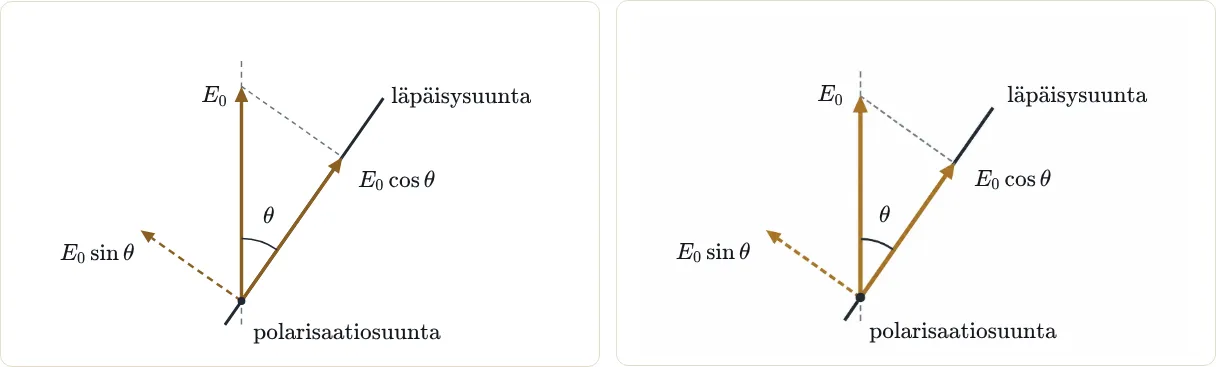 E₀
läpäisysuunta
E₀ cos θ
θ
E₀ sin θ
polarisaatiosuunta
E₀
läpäisysuunta
E₀ cos θ
θ
E₀ sin θ
polarisaatiosuunta